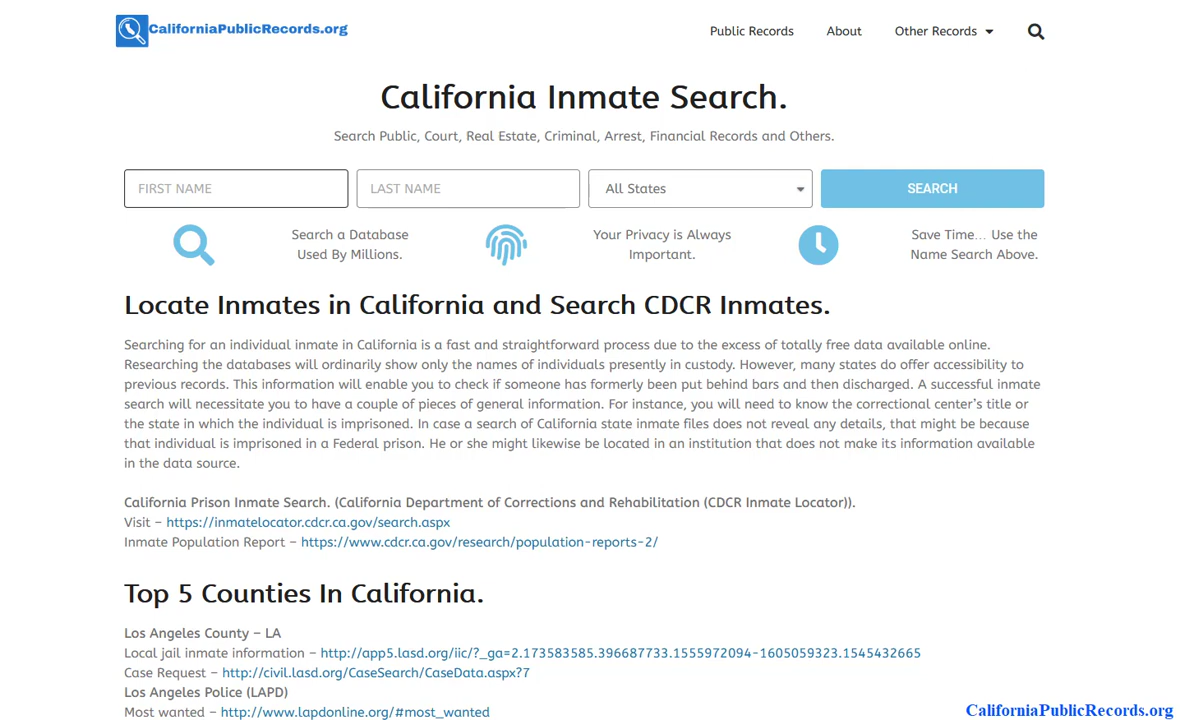 CaliforniaPublicRecords.org
Public Records
About
Other Records
California Inmate Search.
Search Public, Court, Real Estate, Criminal, Arrest, Financial Records and Others.
FIRST NAME
LAST NAME
All States
SEARCH
Search a Database
Used By Millions.
Your Privacy is Always
Important.
Save Time... Use the
Name Search Above.
Locate Inmates in California and Search CDCR Inmates.
Searching for an individual inmate in California is a fast and straightforward process due to the excess of totally free data available online.
Researching the databases will ordinarily show only the names of individuals presently in custody. However, many states do offer accessibility to
previous records. This information will enable you to check if someone has formerly been put behind bars and then discharged. A successful inmate
search will necessitate you to have a couple of pieces of general information. For instance, you will need to know the correctional center's title or
the state in which the individual is imprisoned. In case a search of California state inmate files does not reveal any details, that might be because
that individual is imprisoned in a Federal prison. He or she might likewise be located in an institution that does not make its information available
in the data source.
California Prison Inmate Search. (California Department of Corrections and Rehabilitation (CDCR Inmate Locator)).
Visit – https://inmatelocator.cdcr.ca.gov/search.aspx
Inmate Population Report – https://www.cdcr.ca.gov/research/population-reports-2/
Top 5 Counties In California.
Los Angeles County – LA
Local jail inmate information – http://app5.lasd.org/iic/?_ga=2.173583585.396687733.1555972094-1605059323.1545432665
Case Request – http://civil.lasd.org/CaseSearch/CaseData.aspx?7
Los Angeles Police (LAPD)
Most wanted – http://www.lapdonline.org/#most_wanted
CaliforniaPublicRecords.org